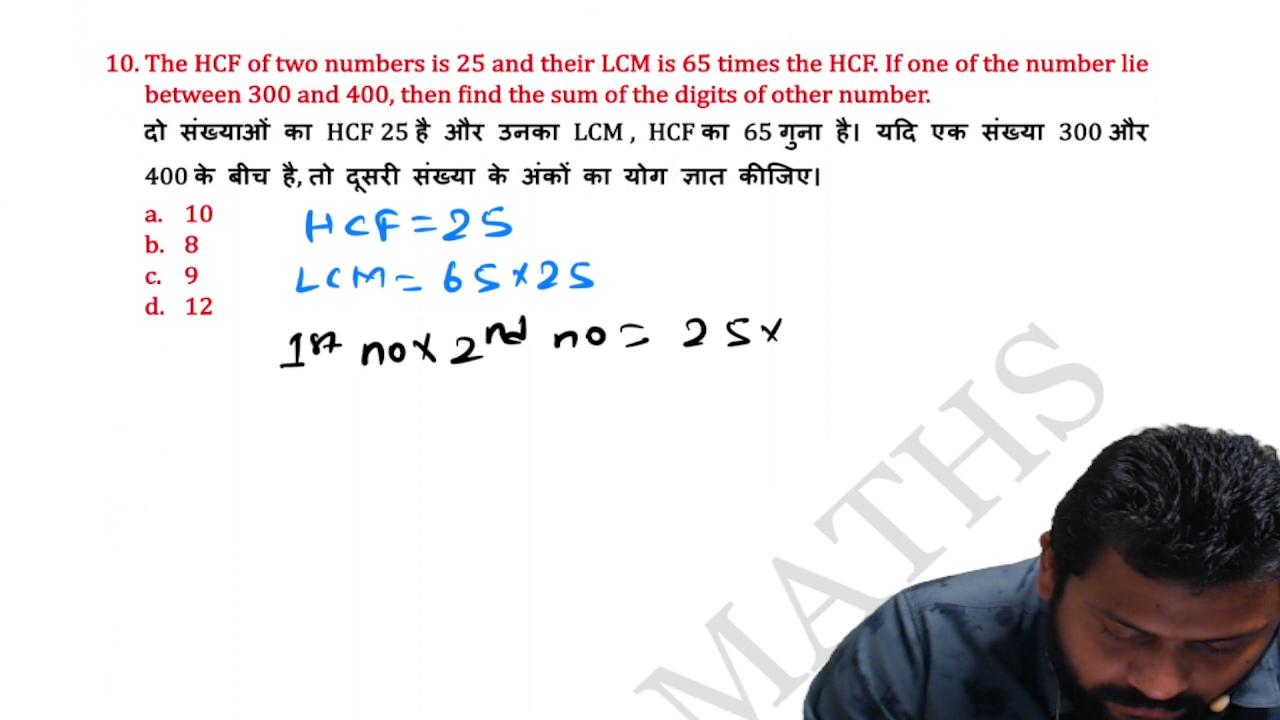 10. The HCF of two numbers is 25 and their LCM is 65 times the HCF. If one of the number lie
between 300 and 400, then find the sum of the digits of other number.
दो संख्याओं का HCF 25 है और उनका LCM , HCF का 65 गुना है। यदि एक संख्या 300 और
400 के बीच है, तो दूसरी संख्या के अंकों का योग ज्ञात कीजिए।
a. 10
b. 8
c. 9
d. 12
HCF = 25
LCM = 65 × 25
1st no × 2nd no = 25 ×
MATHS